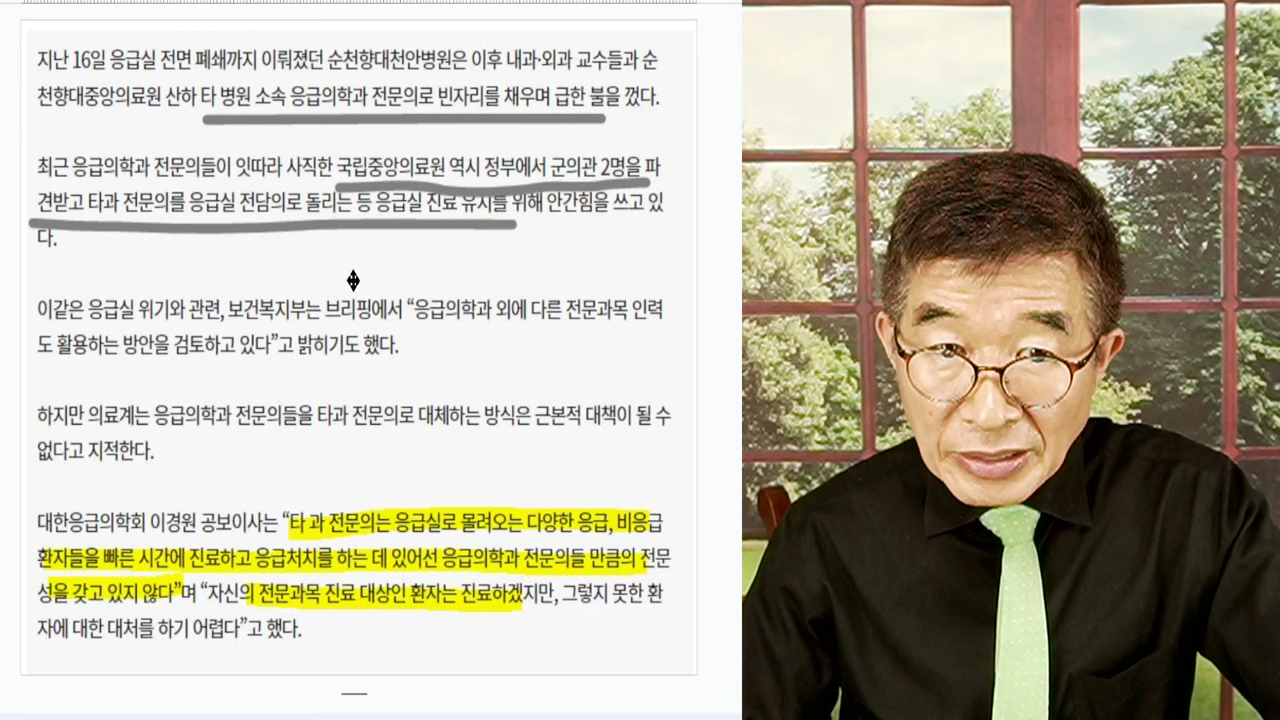 지난 16일 응급실 전면 폐쇄까지 이뤄졌던 순천향대천안병원은 이후 내과·외과 교수들과 순
천향대중앙의료원 산하 타 병원 소속 응급의학과 전문의로 빈자리를 채우며 급한 불을 껐다.
최근 응급의학과 전문의들이 잇따라 사직한 국립중앙의료원 역시 정부에서 군의관 2명을 파
견받고 타과 전문의를 응급실 전담의로 돌리는 등 응급실 진료 유지를 위해 안간힘을 쓰고 있
다.
이같은 응급실 위기와 관련, 보건복지부는 브리핑에서 “응급의학과 외에 다른 전문과목 인력
도 활용하는 방안을 검토하고 있다”고 밝히기도 했다.
하지만 의료계는 응급의학과 전문의들을 타과 전문의로 대체하는 방식은 근본적 대책이 될 수
없다고 지적한다.
대한응급의학회 이경원 공보이사는 “타 과 전문의는 응급실로 몰려오는 다양한 응급, 비응급
환자들을 빠른 시간에 진료하고 응급처치를 하는 데 있어선 응급의학과 전문의들 만큼의 전문
성을 갖고 있지 않다”며 “자신의 전문과목 진료 대상인 환자는 진료하겠지만, 그렇지 못한 환
자에 대한 대처를 하기 어렵다”고 했다.